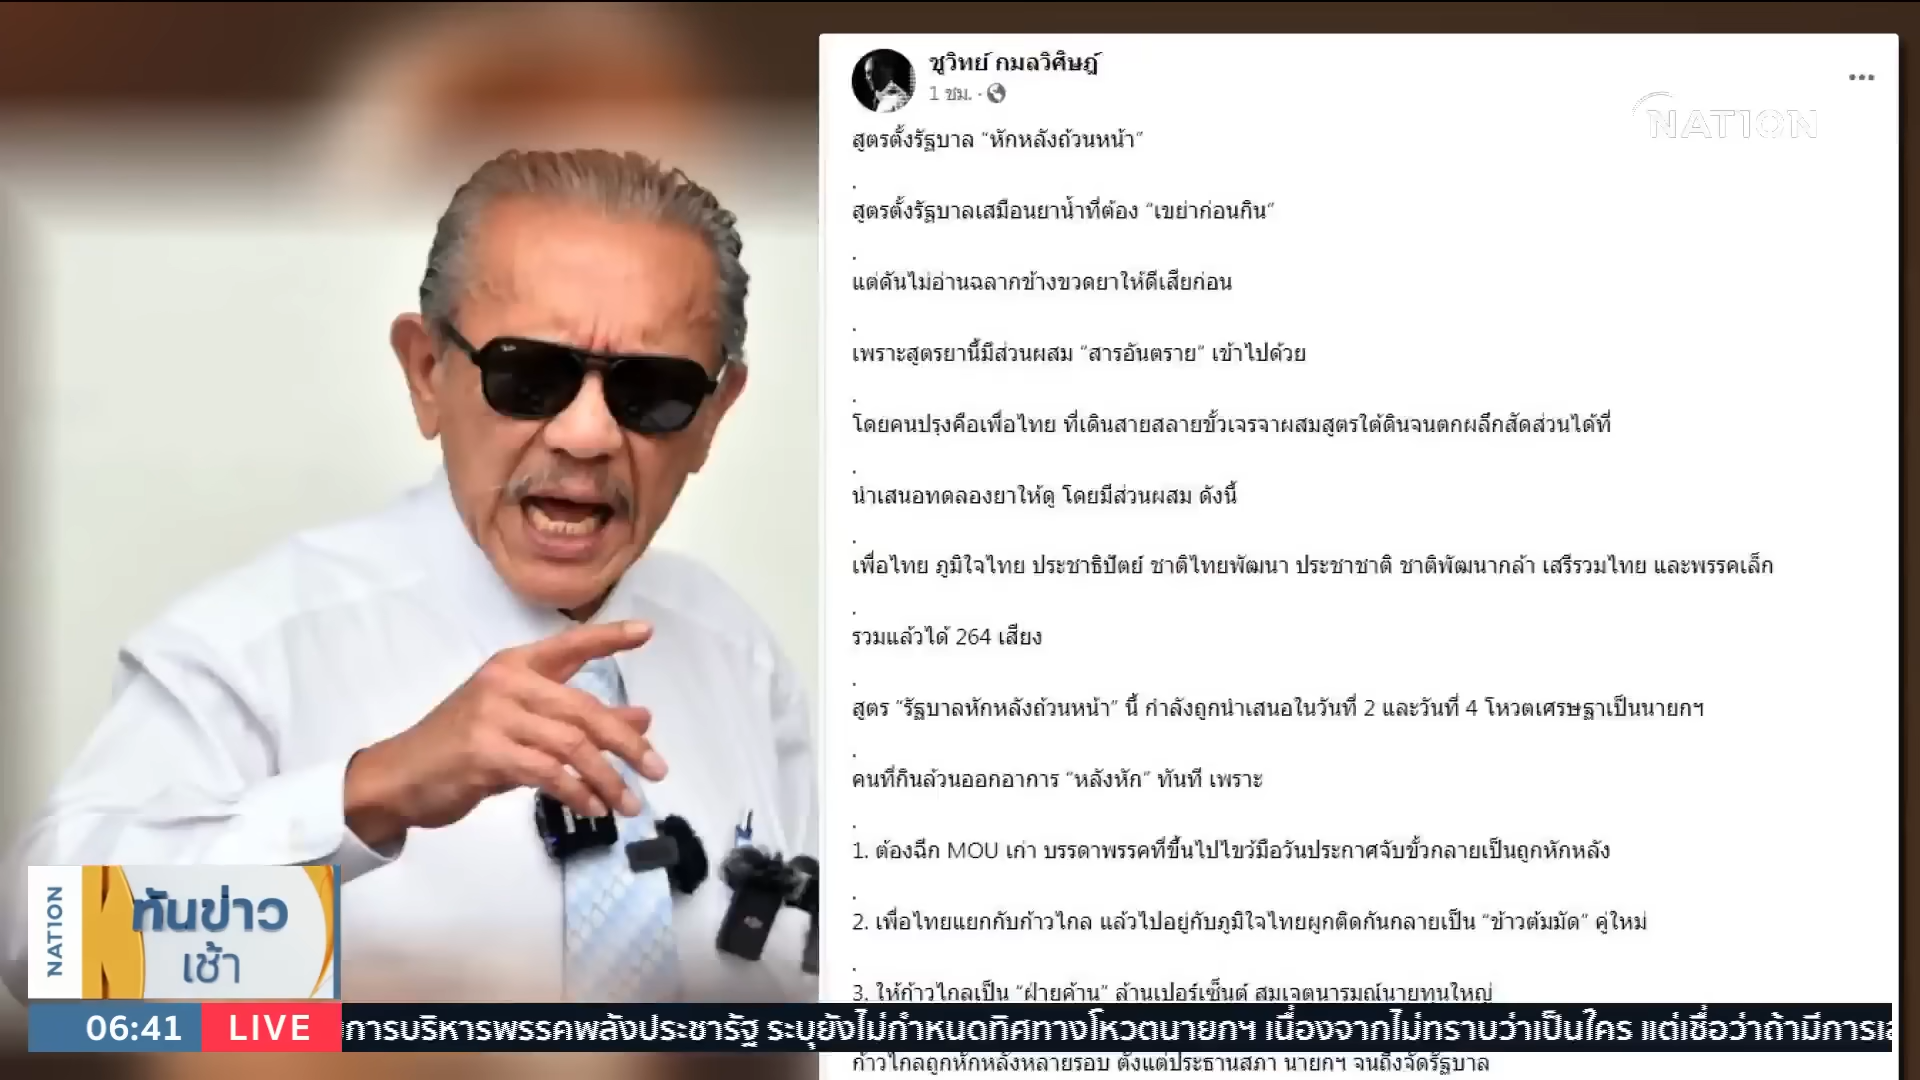 ชูวิทย์ กมลวิศิษฎ์
1 ชม. ·
NATION
สูตรตั้งรัฐบาล “หักหลังถ้วนหน้า”
.
สูตรตั้งรัฐบาลเสมือนยาน้ำที่ต้อง “เขย่าก่อนกิน”
.
แต่ดันไม่อ่านฉลากข้างขวดยาให้ดีเสียก่อน
.
เพราะสูตรยานี้มีส่วนผสม “สารอันตราย” เข้าไปด้วย
.
โดยคนปรุงคือเพื่อไทย ที่เดินสายสลายขั้วเจรจาผสมสูตรใต้ดินจนตกผลึกสัดส่วนได้ที่
.
นำเสนอทดลองยาให้ดู โดยมีส่วนผสม ดังนี้
.
เพื่อไทย ภูมิใจไทย ประชาธิปัตย์ ชาติไทยพัฒนา ประชาชาติ ชาติพัฒนากล้า เสรีรวมไทย และพรรคเล็ก
.
รวมแล้วได้ 264 เสียง
.
สูตร “รัฐบาลหักหลังถ้วนหน้า” นี้ กำลังถูกนำเสนอในวันที่ 2 และวันที่ 4 โหวตเศรษฐาเป็นนายกฯ
.
คนที่กินล้วนออกอาการ “หลังหัก” ทันที เพราะ
.
1. ต้องฉีก MOU เก่า บรรดาพรรคที่ขึ้นไปไขว้มือวันประกาศจับขั้วกลายเป็นถูกหักหลัง
.
2. เพื่อไทยแยกกับก้าวไกล แล้วไปอยู่กับภูมิใจไทยผูกติดกันกลายเป็น “ข้าวต้มมัด” คู่ใหม่
.
3. ให้ก้าวไกลเป็น “ฝ่ายค้าน” ล้านเปอร์เซ็นต์ สมเจตนารมณ์นายทุนใหญ่
ก้าวไกลถูกหักหลังหลายรอบ ตั้งแต่ประธานสภา นายกฯ จนถึงจัดรัฐบาล
Ray-Ban
NATION
ทันข่าว
เช้า
06:41
LIVE
การบริหารพรรคพลังประชารัฐ ระบุยังไม่กำหนดทิศทางโหวตนายกฯ เนื่องจากไม่ทราบว่าเป็นใคร แต่เชื่อว่าถ้ามีการ